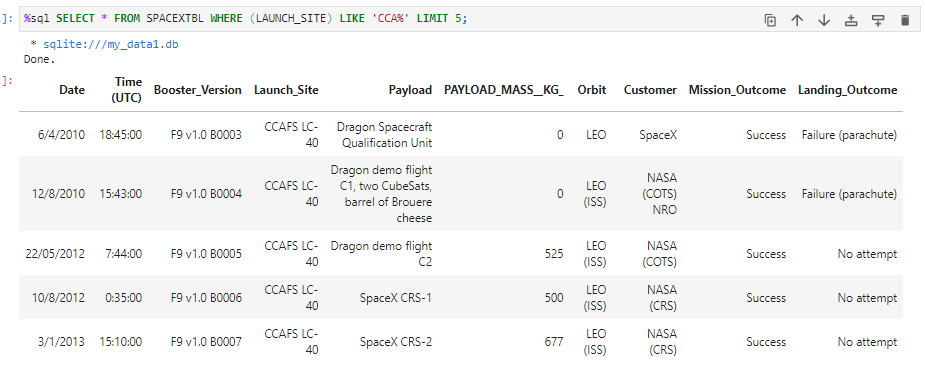 ]: %sql SELECT * FROM SPACEXTBL WHERE (LAUNCH_SITE) LIKE 'CCA%' LIMIT 5;
* sqlite:///my_data1.db
Done.
]:
Date Time (UTC) Booster_Version Launch_Site Payload PAYLOAD_MASS__KG_ Orbit Customer Mission_Outcome Landing_Outcome
6/4/2010 18:45:00 F9 v1.0 B0003 CCAFS LC-40 Dragon Spacecraft Qualification Unit 0 LEO SpaceX Success Failure (parachute)
12/8/2010 15:43:00 F9 v1.0 B0004 CCAFS LC-40 Dragon demo flight C1, two CubeSats, barrel of Brouere cheese 0 LEO (ISS) NASA (COTS) NRO Success Failure (parachute)
22/05/2012 7:44:00 F9 v1.0 B0005 CCAFS LC-40 Dragon demo flight C2 525 LEO (ISS) NASA (COTS) Success No attempt
10/8/2012 0:35:00 F9 v1.0 B0006 CCAFS LC-40 SpaceX CRS-1 500 LEO (ISS) NASA (CRS) Success No attempt
3/1/2013 15:10:00 F9 v1.0 B0007 CCAFS LC-40 SpaceX CRS-2 677 LEO (ISS) NASA (CRS) Success No attempt